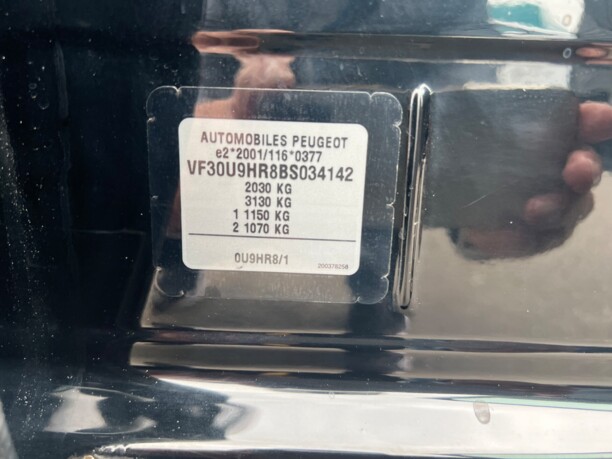 AUTOMOBILES PEUGEOT
e2*2001/116*0377
VF30U9HR8BS034142
2030 KG
3130 KG
1 1150 KG
2 1070 KG
0U9HR8/1
200378258